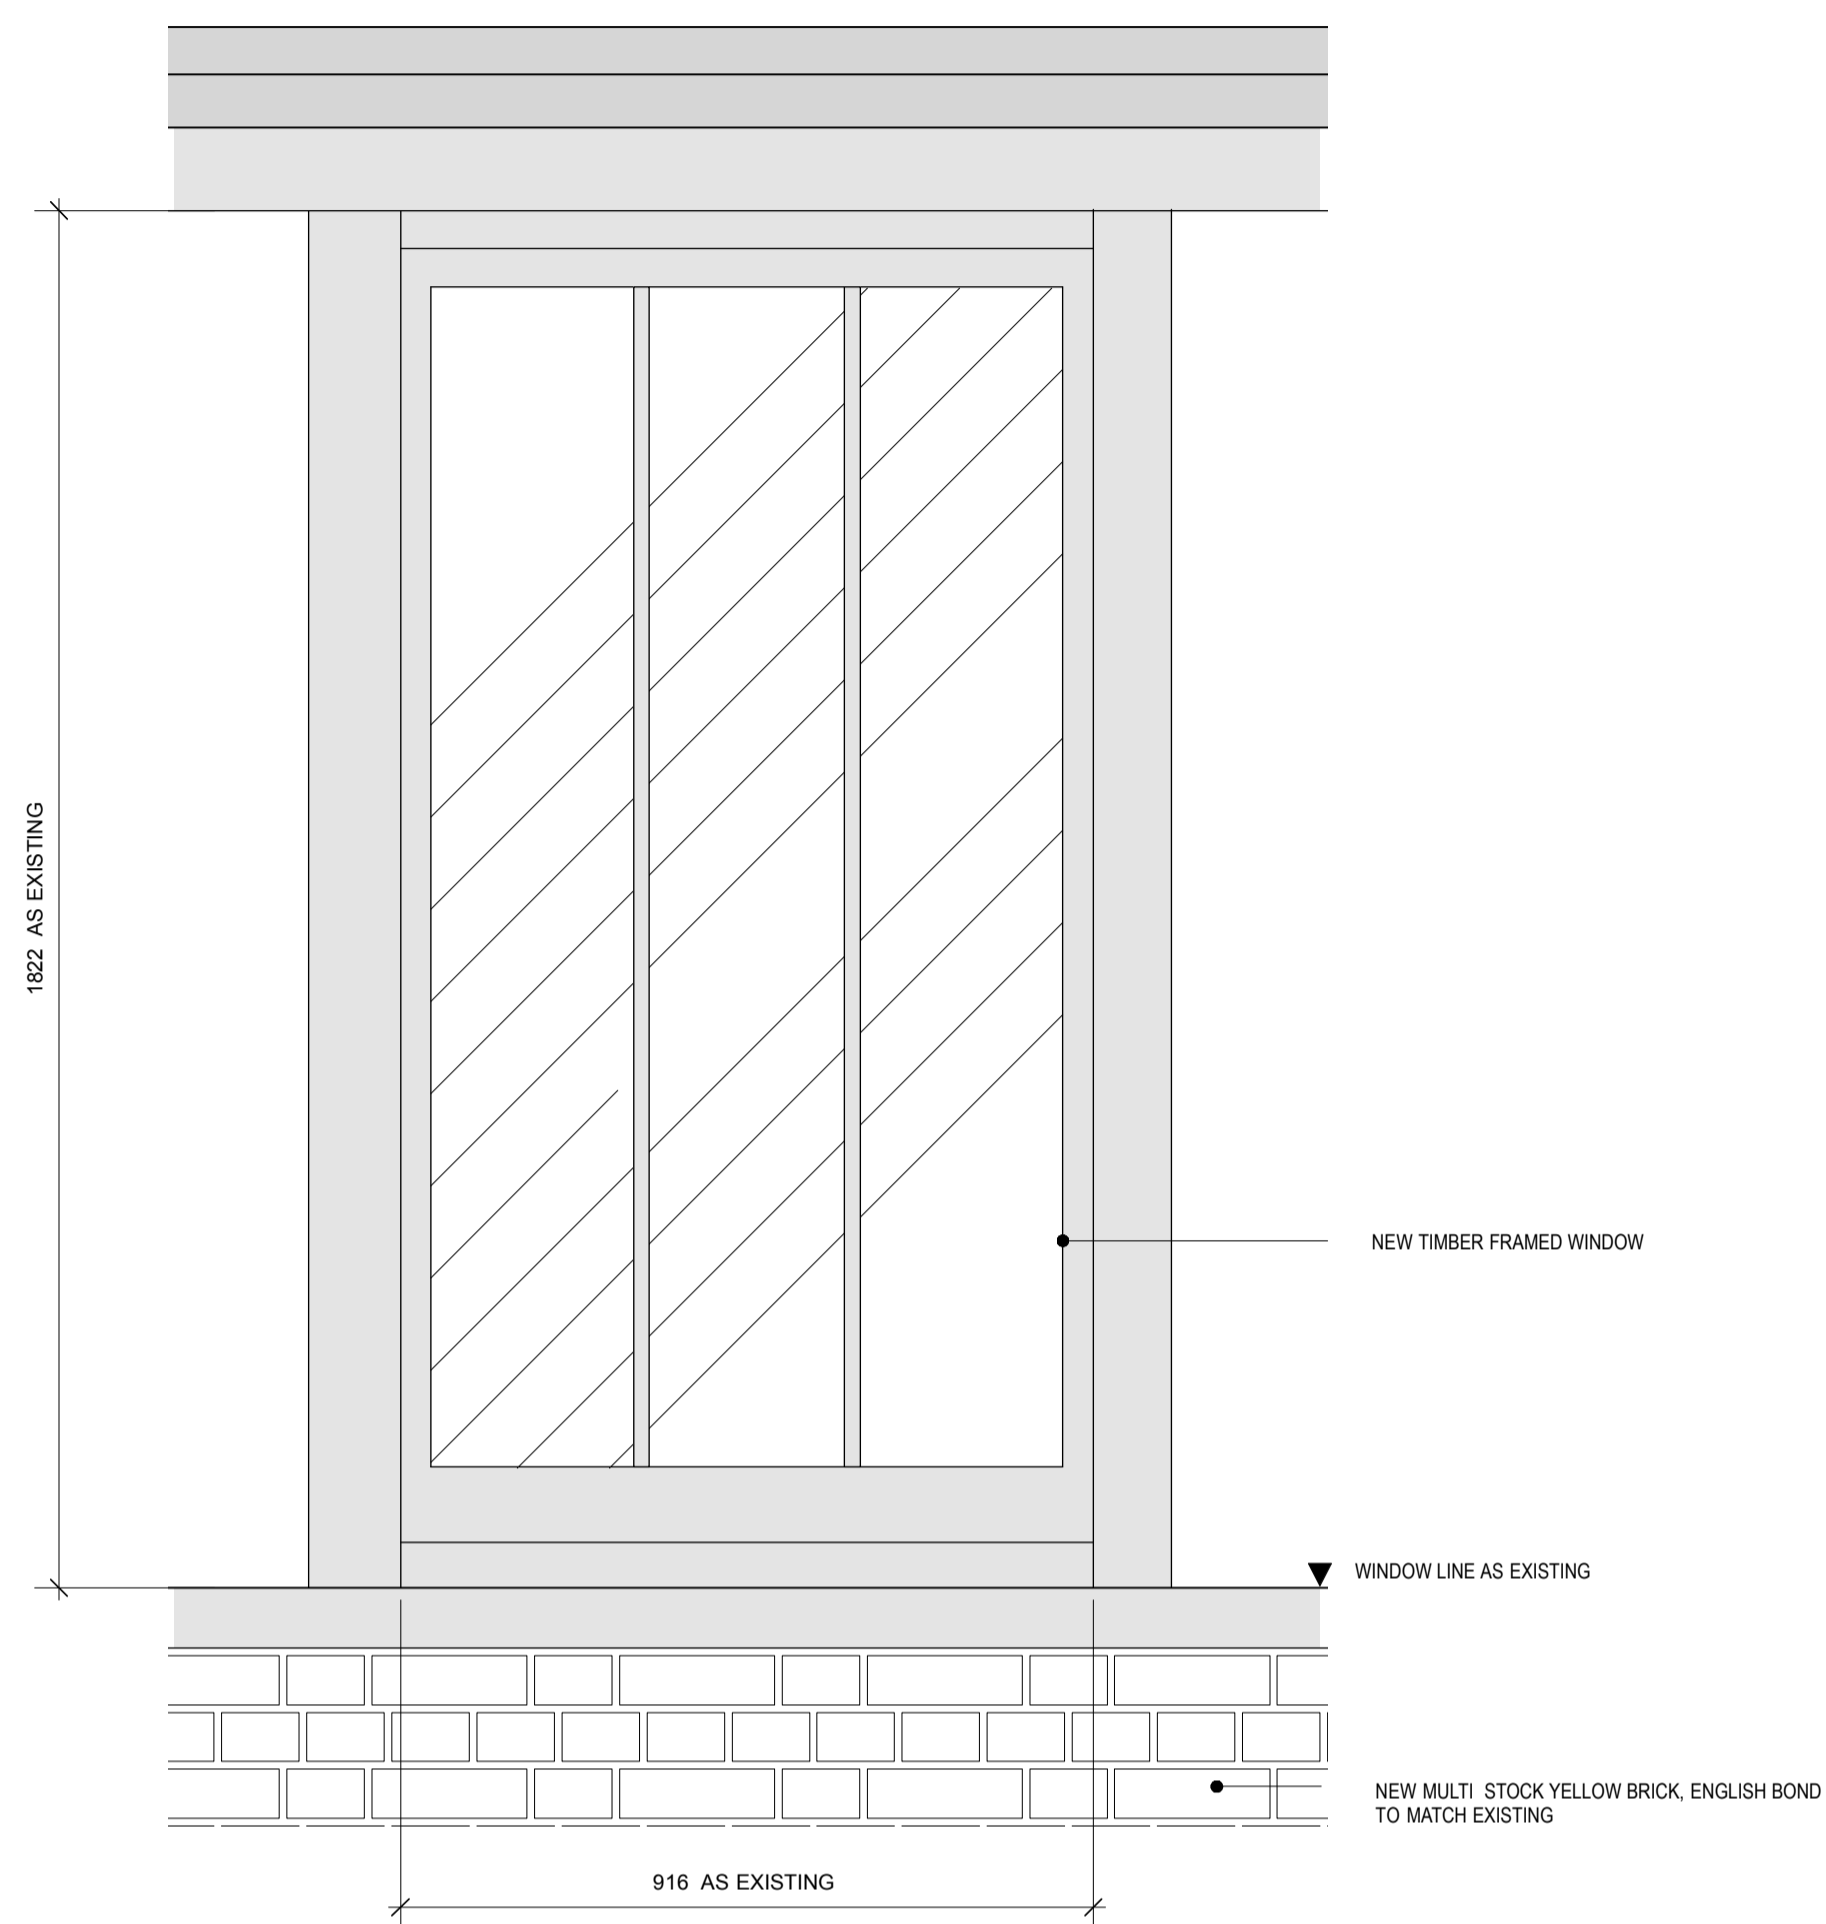 1822 AS EXISTING
NEW TIMBER FRAMED WINDOW
WINDOW LINE AS EXISTING
NEW MULTI STOCK YELLOW BRICK, ENGLISH BOND
TO MATCH EXISTING
916 AS EXISTING